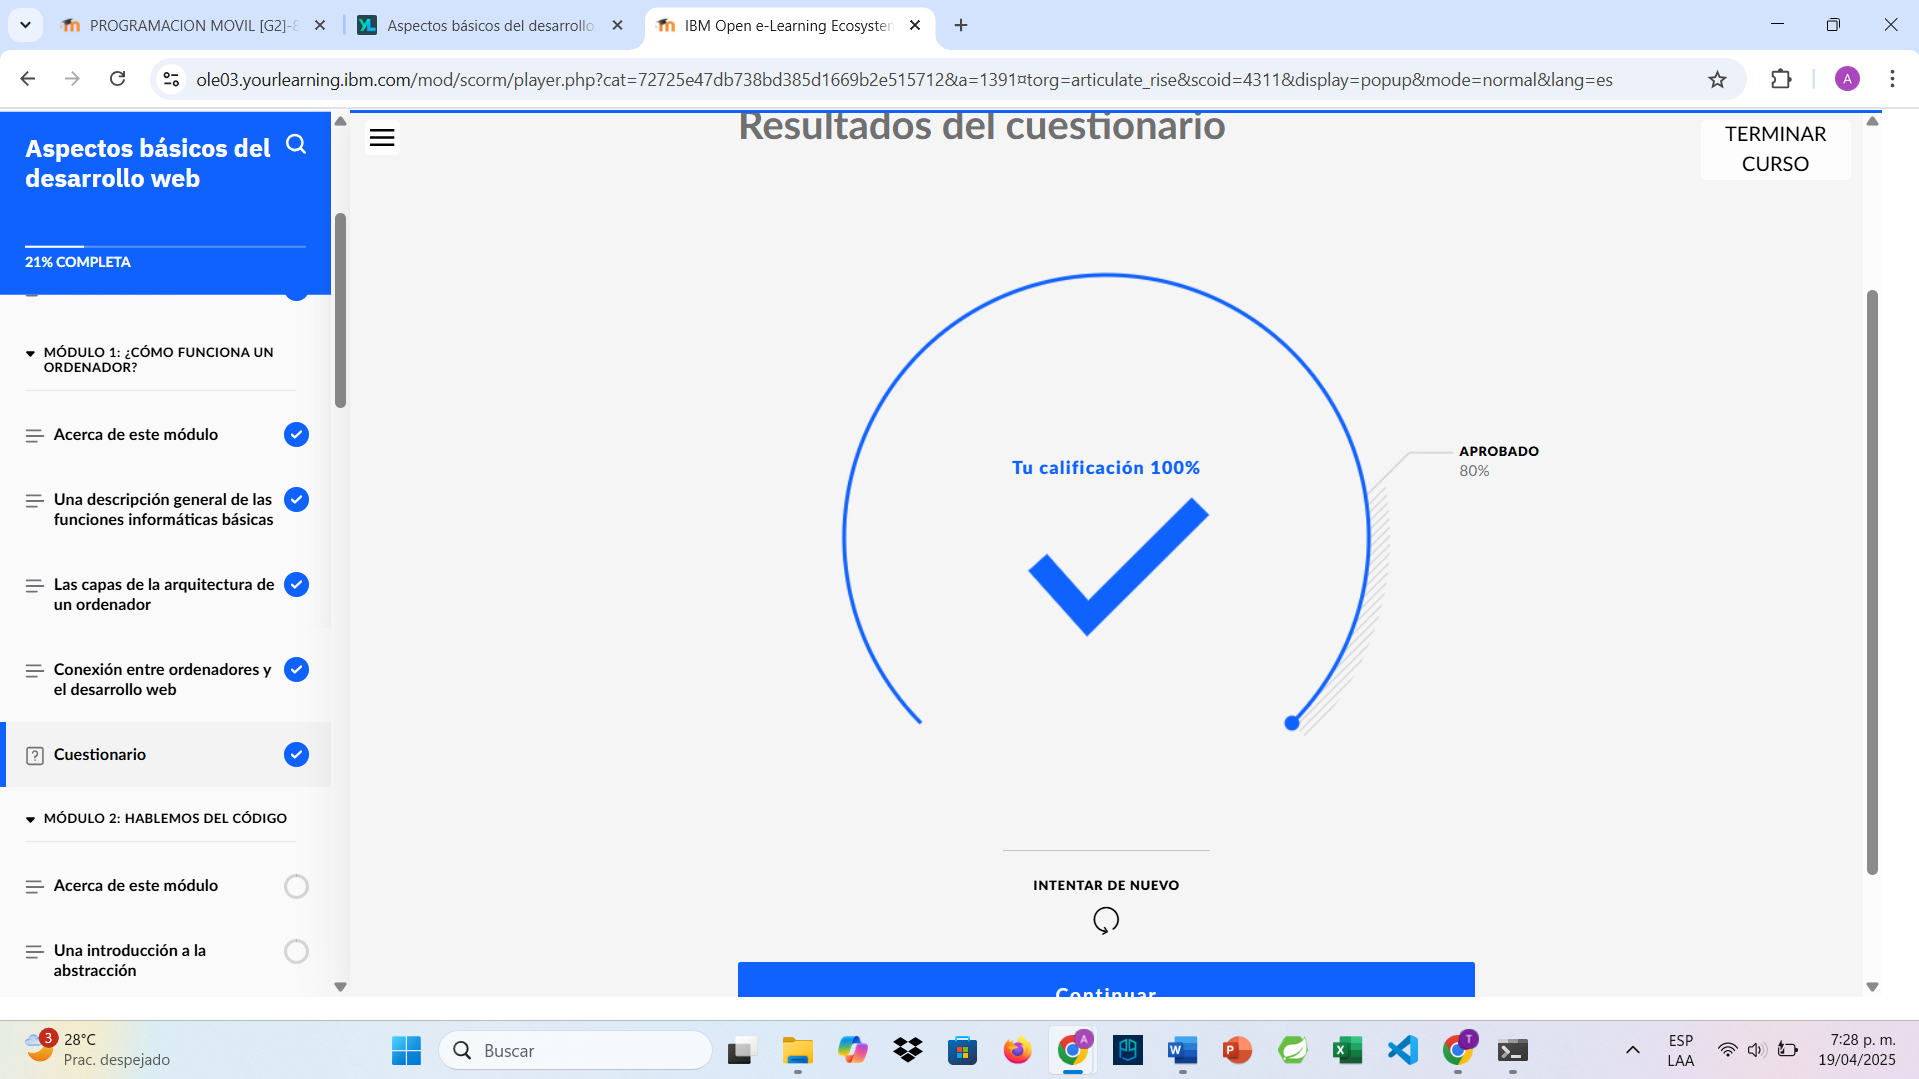 PROGRAMACION MOVIL [G2]-8
Aspectos básicos del desarrollo
IBM Open e-Learning Ecosystem
ole03.yourlearning.ibm.com/mod/scorm/player.php?cat=72725e47db738bd385d1669b2e515712&a=1391¤torg=articulate_rise&scoid=4311&display=popup&mode=normal&lang=es
A
Aspectos básicos del
desarrollo web
21% COMPLETA
MÓDULO 1: ¿CÓMO FUNCIONA UN
ORDENADOR?
Acerca de este módulo
Una descripción general de las
funciones informáticas básicas
Las capas de la arquitectura de
un ordenador
Conexión entre ordenadores y
el desarrollo web
Cuestionario
MÓDULO 2: HABLEMOS DEL CÓDIGO
Acerca de este módulo
Una introducción a la
abstracción
Resultados del cuestionario
TERMINAR
CURSO
Tu calificación 100%
APROBADO
80%
INTENTAR DE NUEVO
Continuar
3
28°C
Prac. despejado
Buscar
A
T
ESP
LAA
7:28 p. m.
19/04/2025